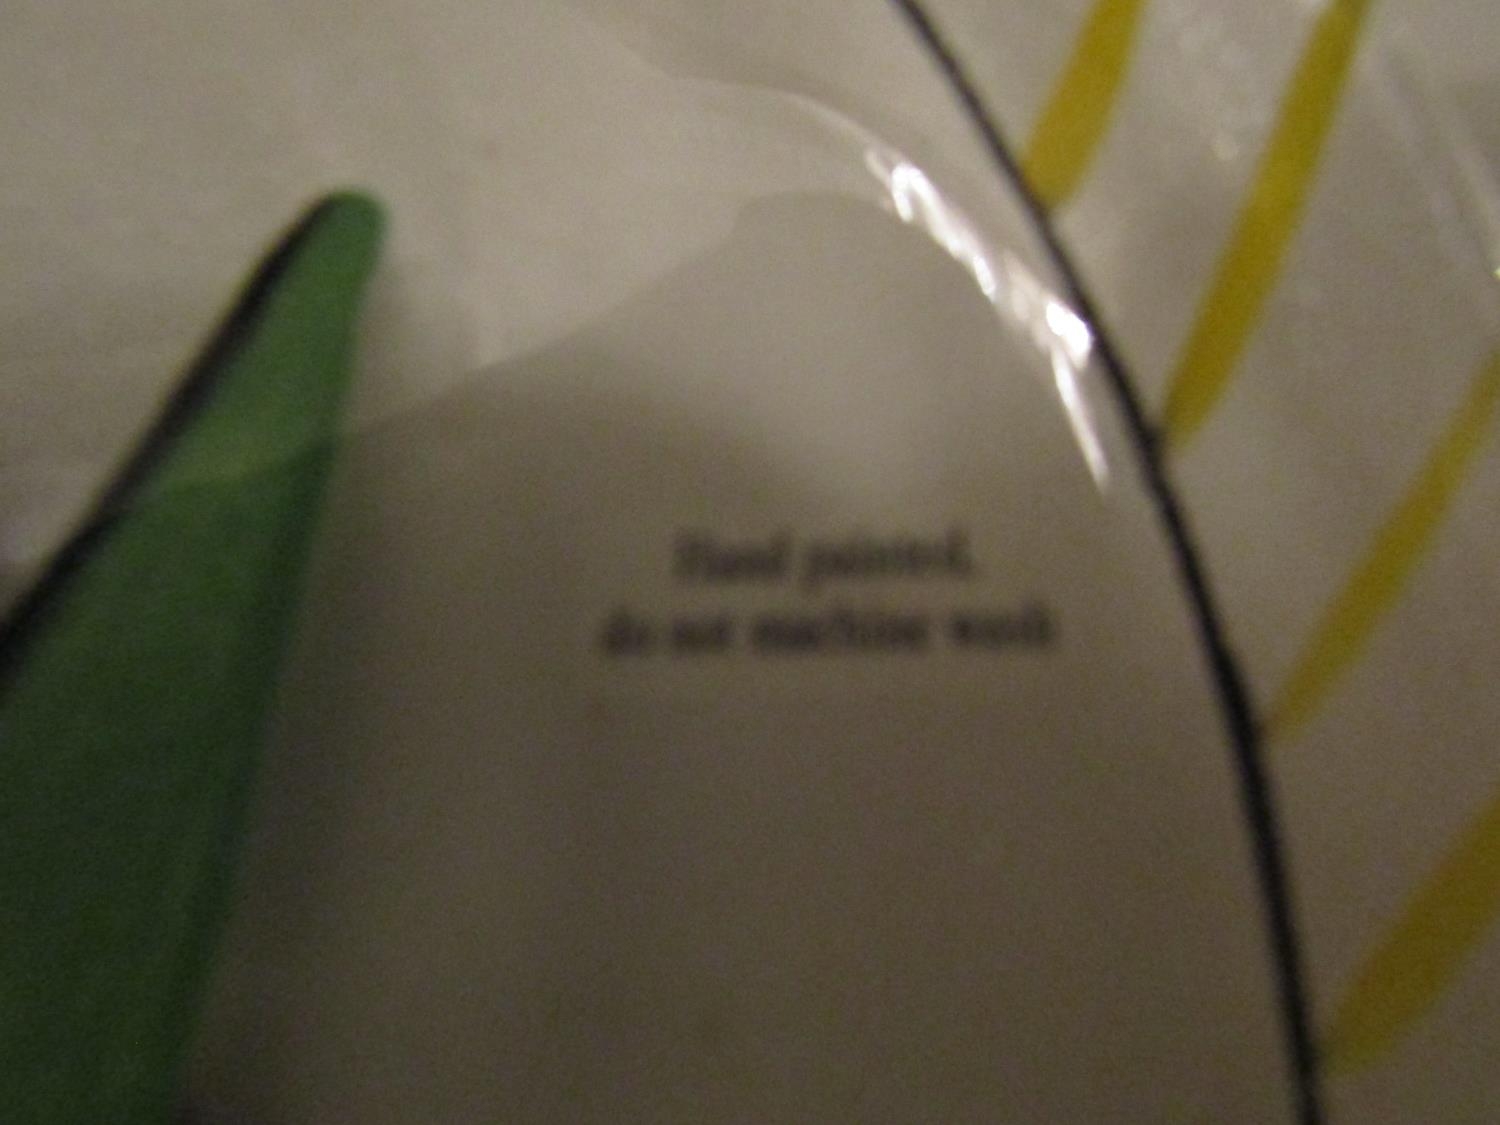 Hand painted,
do not machine wash